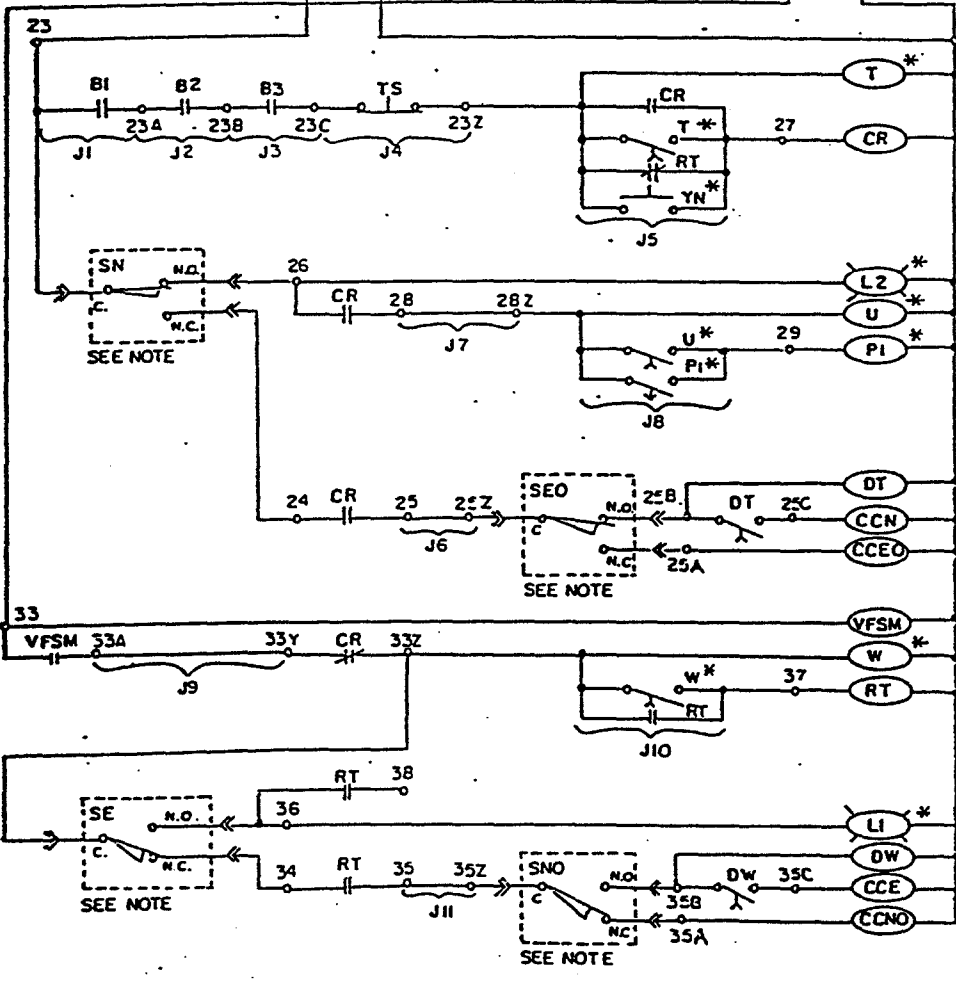 23
B1 B2 B3 TS
23A 23B 23C 23Z
J1 J2 J3 J4
T *
CR 27 CR
T *
RT
YN *
J5
SN N.O. 26
C.
N.C.
SEE NOTE
CR 28 28Z
J7
L2 *
U *
U * 29 P1 *
P1 *
J8
24 CR 25 25Z
J6
SEO N.O. 25B
C
N.C. 25A
SEE NOTE
DT
DT 25C CCN
CCEO
33
VFSM
VFSM 33A 33Y CR 33Z
J9
W *
W * 37 RT
RT
J10
RT 38
SE N.O. 36
C.
N.C.
SEE NOTE
L1 *
34 RT 35 35Z
J11
SNO N.O. 35B
C
N.C. 35A
SEE NOTE
DW
DW 35C CCE
CCNO